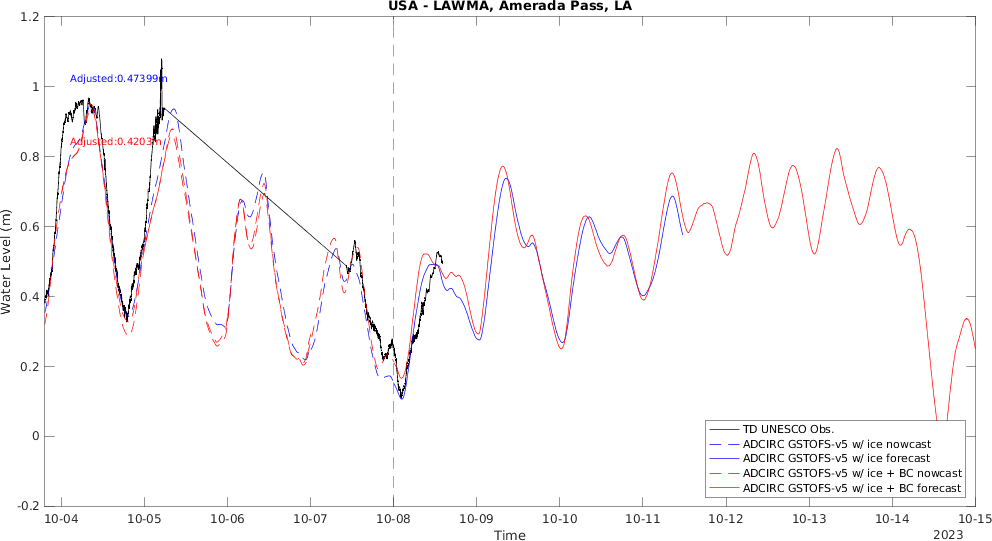 USA - LAWMA, Amerada Pass, LA
1.2
1
0.8
0.6
0.4
0.2
0
-0.2
Water Level (m)
Adjusted:0.47399m
Adjusted:0.4203m
TD UNESCO Obs.
ADCIRC GSTOFS-v5 w/ ice nowcast
ADCIRC GSTOFS-v5 w/ ice forecast
ADCIRC GSTOFS-v5 w/ ice + BC nowcast
ADCIRC GSTOFS-v5 w/ ice + BC forecast
10-04 10-05 10-06 10-07 10-08 10-09 10-10 10-11 10-12 10-13 10-14 10-15
Time
2023